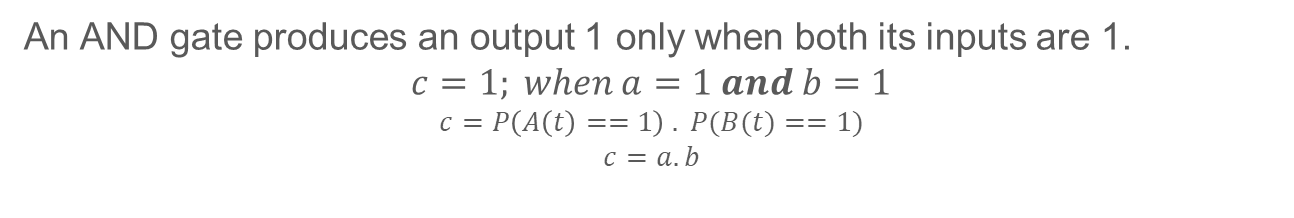 An AND gate produces an output 1 only when both its inputs are 1.
c = 1; when a = 1 and b = 1
c = P(A(t) == 1) . P(B(t) == 1)
c = a. b